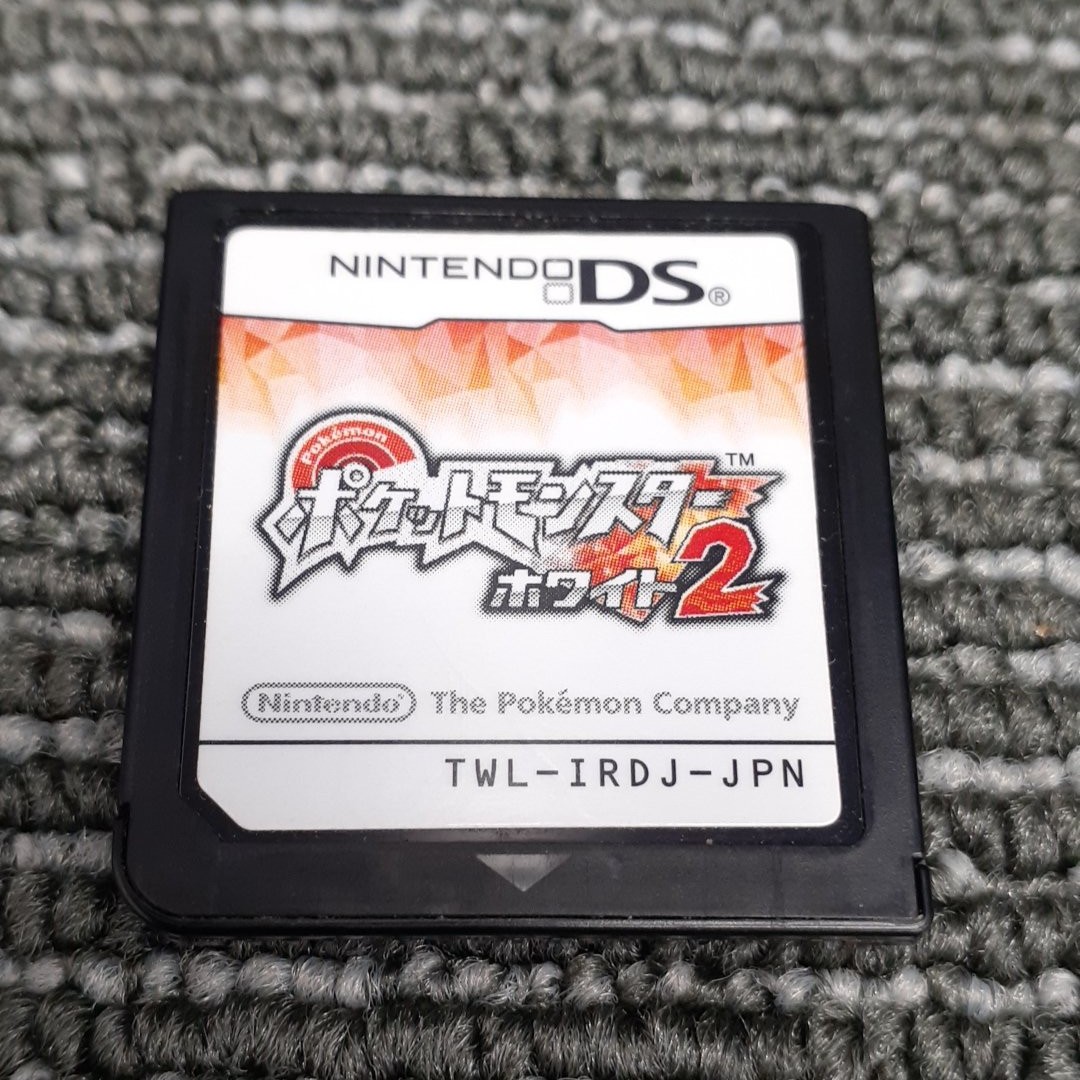 NINTENDO DS®
Pokémon
ポケットモンスター™
ホワイト2
Nintendo® The Pokémon Company
TWL-IRDJ-JPN